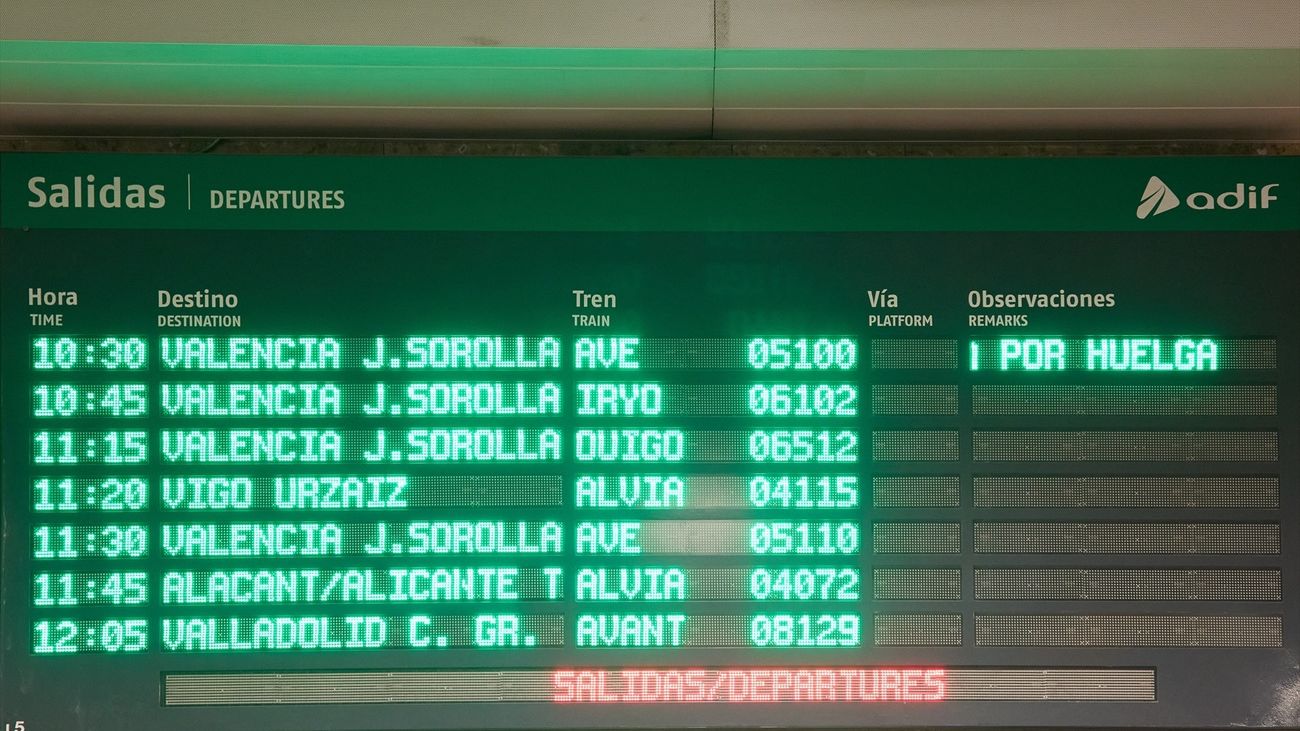 Salidas | DEPARTURES adif
Hora Destino Tren Vía Observaciones
TIME DESTINATION TRAIN PLATFORM REMARKS
10:30 VALENCIA J.SOROLLA AVE 05100 POR HUELGA
10:45 VALENCIA J.SOROLLA IRYO 06102
11:15 VALENCIA J.SOROLLA OUIGO 06512
11:20 VIGO URZAIZ ALVIA 04115
11:30 VALENCIA J.SOROLLA AVE 05110
11:45 ALACANT/ALICANTE T ALVIA 04072
12:05 VALLADOLID C. GR. AVANT 08129
SALIDAS/DEPARTURES